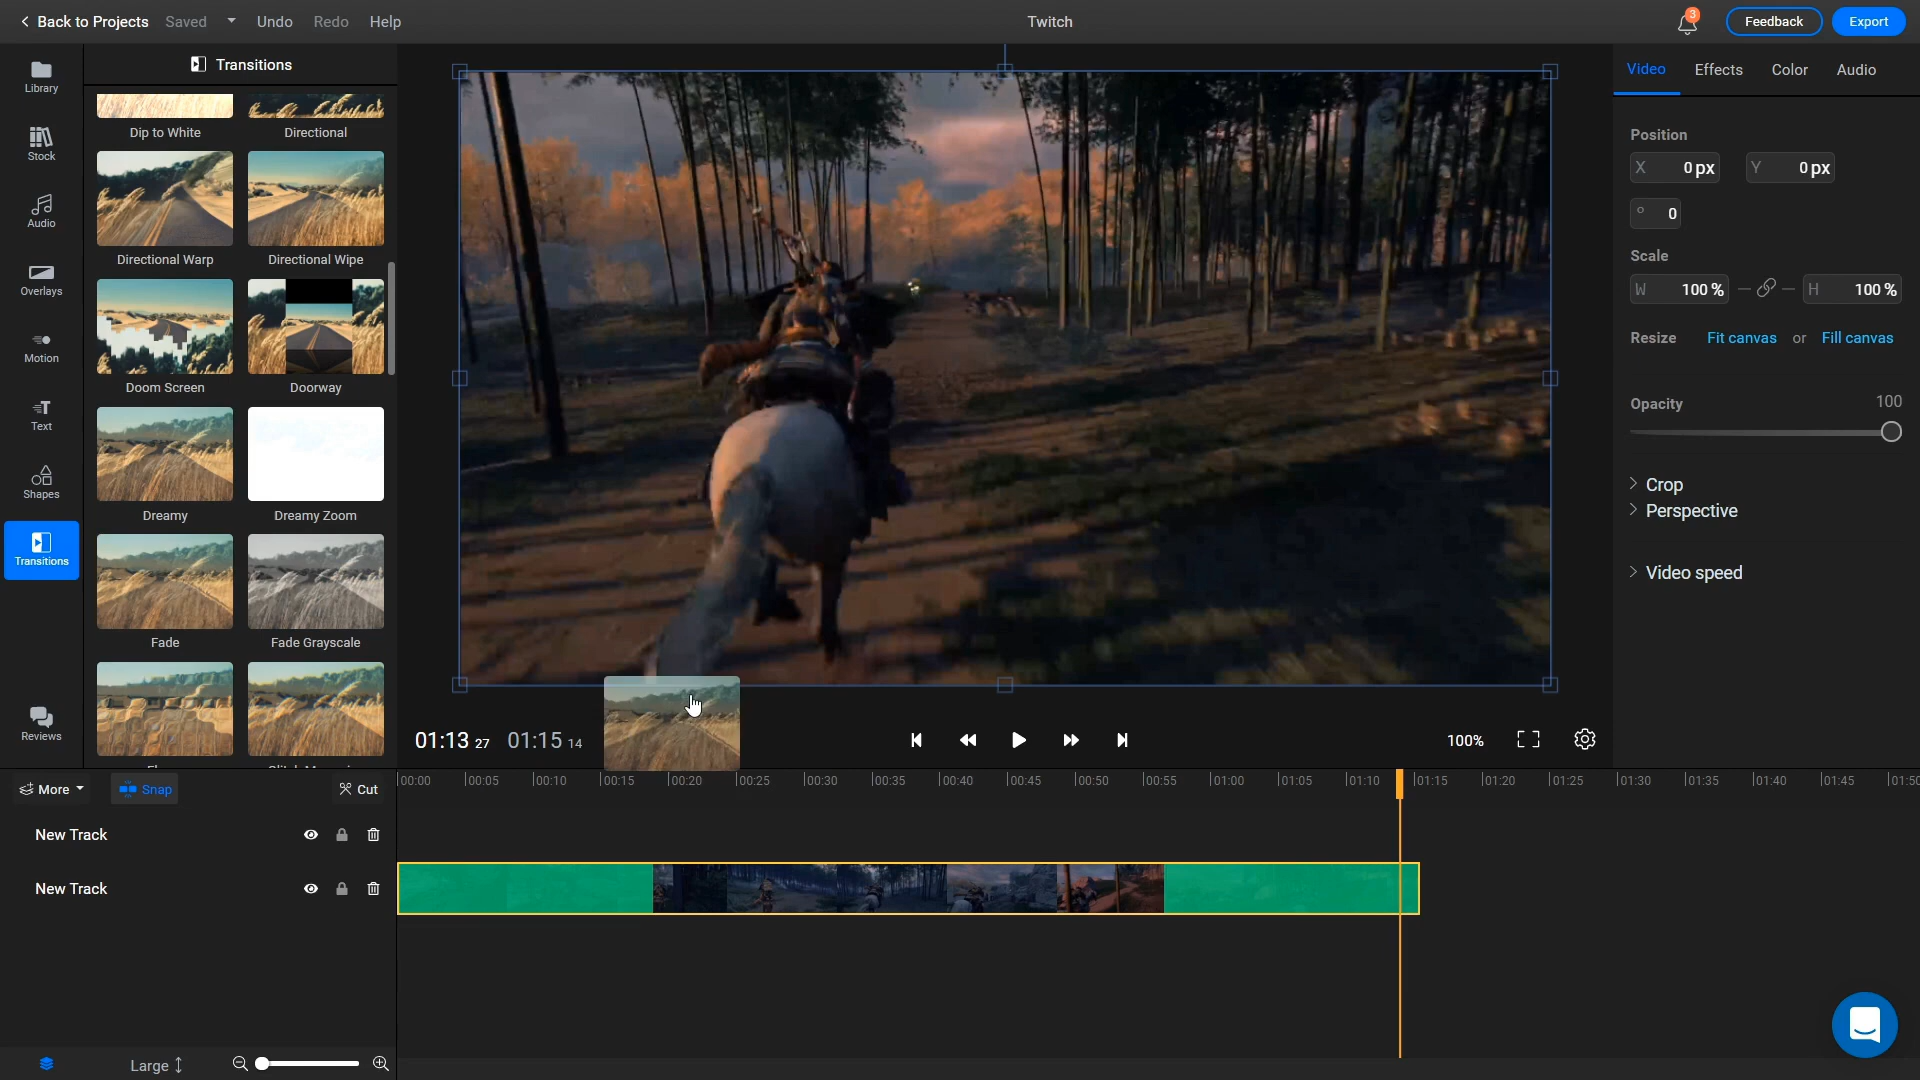 Back to Projects Saved Undo Redo Help Twitch 3 Feedback Export
Library
Stock
Audio
Overlays
Motion
Text
Shapes
Transitions
Reviews
Transitions
Dip to White Directional
Directional Warp Directional Wipe
Doom Screen Doorway
Dreamy Dreamy Zoom
Fade Fade Grayscale
Video Effects Color Audio
Position
X 0 px Y 0 px
° 0
Scale
W 100 % H 100 %
Resize Fit canvas or Fill canvas
Opacity 100
Crop
Perspective
Video speed
01:13 27 01:15 14 100%
More Snap Cut
00:00 00:05 00:10 00:15 00:20 00:25 00:30 00:35 00:40 00:45 00:50 00:55 01:00 01:05 01:10 01:15 01:20 01:25 01:30 01:35 01:40 01:45
New Track
New Track
Large